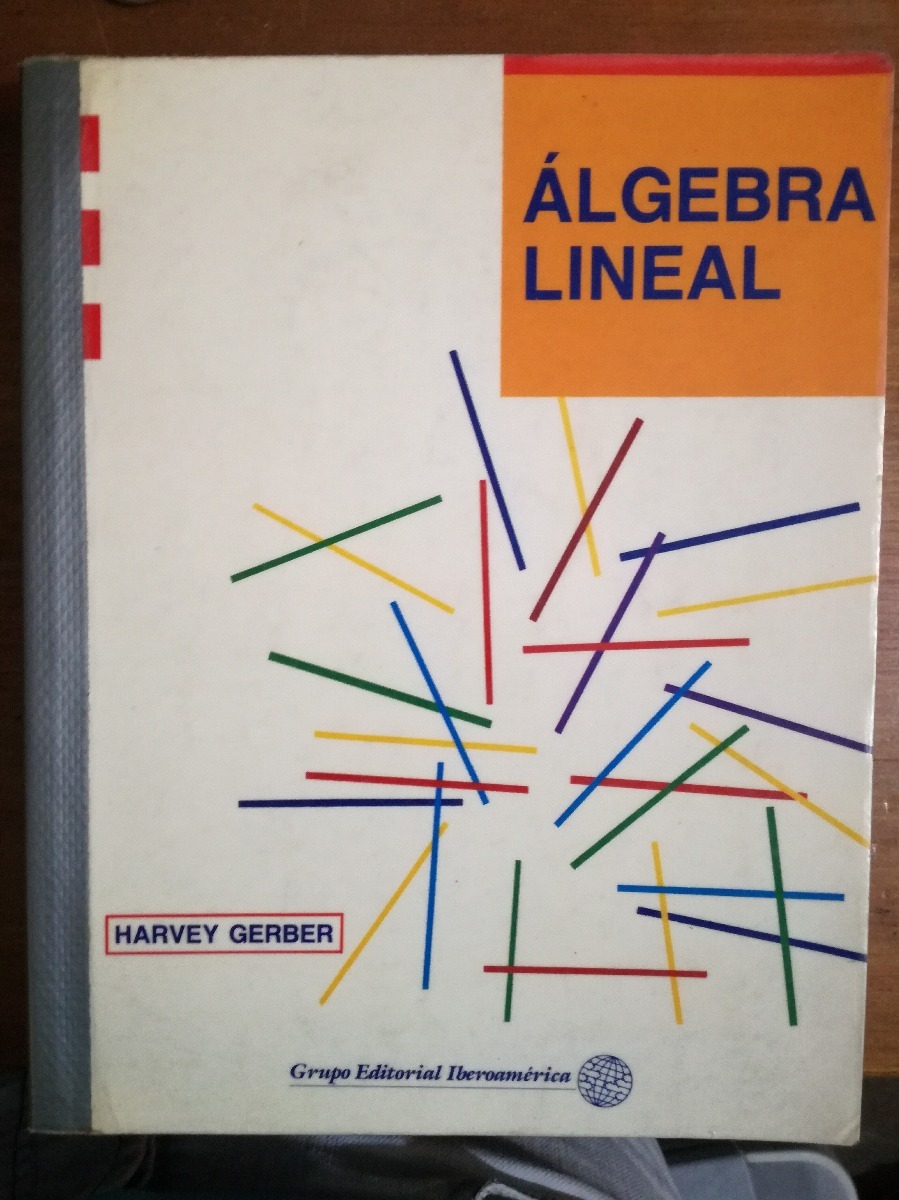 ÁLGEBRA
LINEAL
HARVEY GERBER
Grupo Editorial Iberoamérica